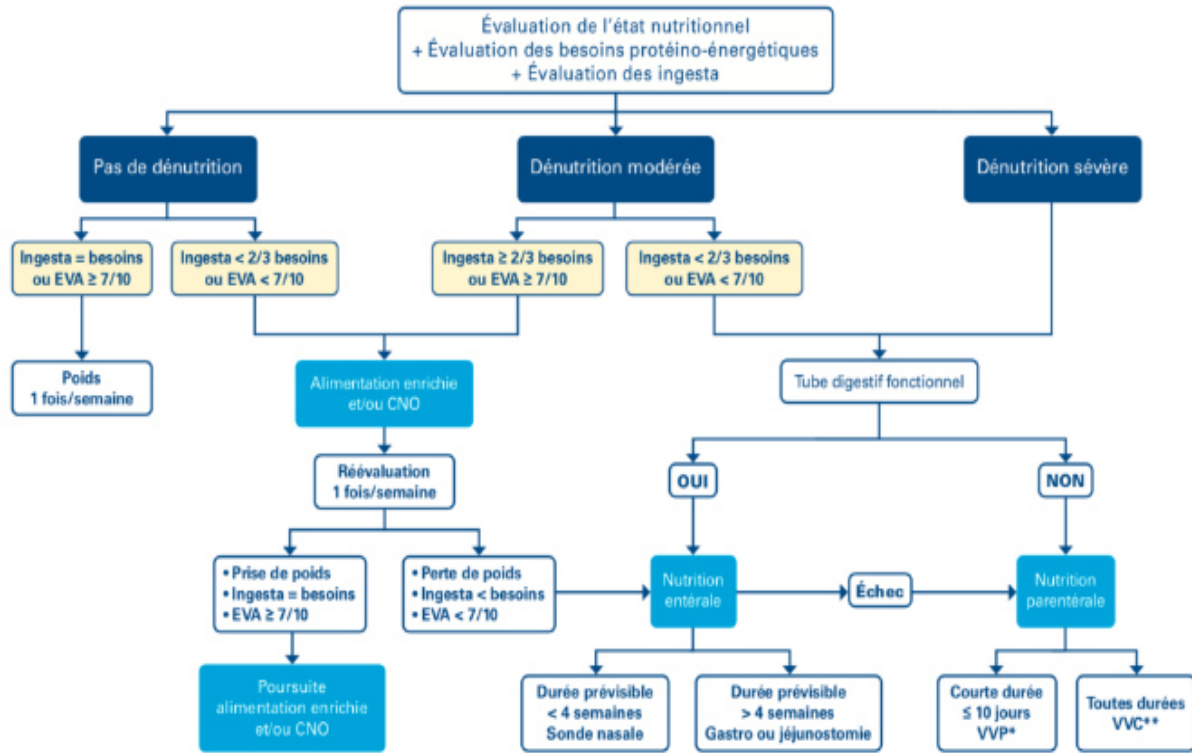 Évaluation de l'état nutritionnel
+ Évaluation des besoins protéino-énergétiques
+ Évaluation des ingesta
Pas de dénutrition
Dénutrition modérée
Dénutrition sévère
Ingesta = besoins
ou EVA ≥ 7/10
Ingesta < 2/3 besoins
ou EVA < 7/10
Ingesta ≥ 2/3 besoins
ou EVA ≥ 7/10
Ingesta < 2/3 besoins
ou EVA < 7/10
Poids
1 fois/semaine
Alimentation enrichie
et/ou CNO
Tube digestif fonctionnel
Réévaluation
1 fois/semaine
OUI
NON
• Prise de poids
• Ingesta = besoins
• EVA ≥ 7/10
• Perte de poids
• Ingesta < besoins
• EVA < 7/10
Nutrition
entérale
Échec
Nutrition
parentérale
Poursuite
alimentation enrichie
et/ou CNO
Durée prévisible
< 4 semaines
Sonde nasale
Durée prévisible
> 4 semaines
Gastro ou jéjunostomie
Courte durée
≤ 10 jours
VVP*
Toutes durées
VVC**